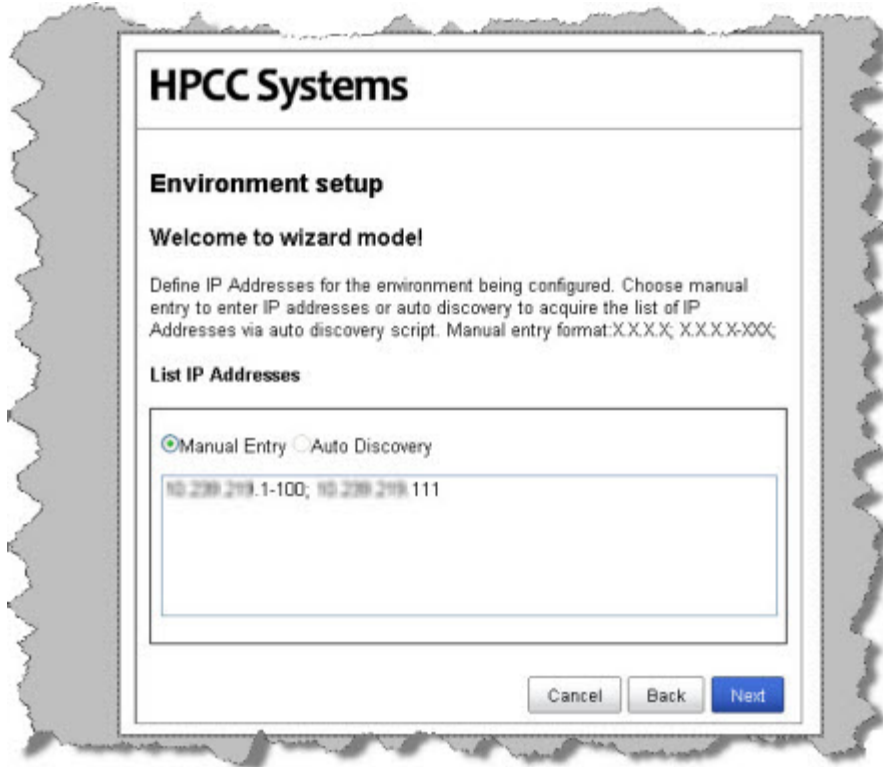 HPCC Systems
Environment setup
Welcome to wizard mode!
Define IP Addresses for the environment being configured. Choose manual
entry to enter IP addresses or auto discovery to acquire the list of IP
Addresses via auto discovery script. Manual entry format:X.X.X.X; X.X.X.X-XXX;
List IP Addresses
Manual Entry Auto Discovery
.1-100; .111
Cancel Back Next